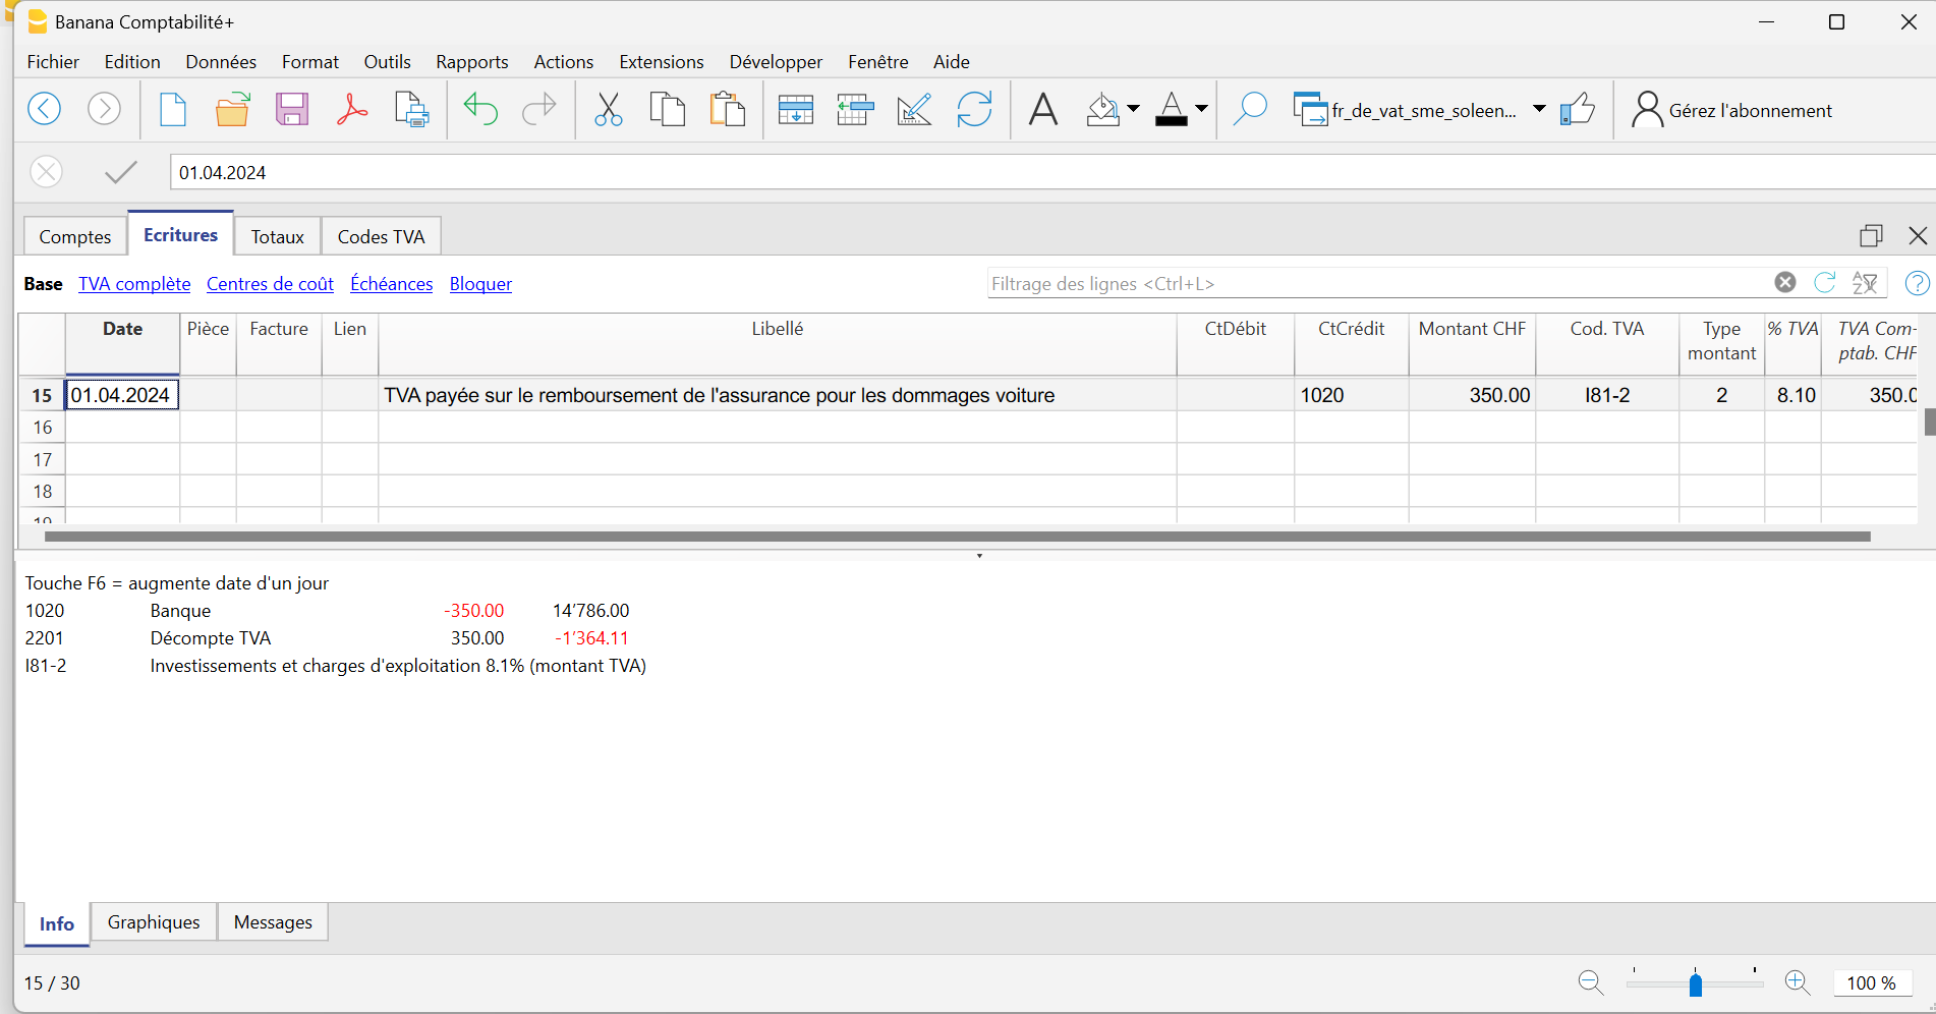 Banana Comptabilité+
Fichier Edition Données Format Outils Rapports Actions Extensions Développer Fenêtre Aide
fr_de_vat_sme_soleen... Gérez l'abonnement
01.04.2024
Comptes Ecritures Totaux Codes TVA
Base TVA complète Centres de coût Échéances Bloquer Filtrage des lignes <Ctrl+L>
Date Pièce Facture Lien Libellé CtDébit CtCrédit Montant CHF Cod. TVA Type % TVA TVA Com-
montant ptab. CHF
15 01.04.2024 TVA payée sur le remboursement de l'assurance pour les dommages voiture 1020 350.00 I81-2 2 8.10 350.0
16
17
18
19
Touche F6 = augmente date d'un jour
1020 Banque -350.00 14’786.00
2201 Décompte TVA 350.00 -1’364.11
I81-2 Investissements et charges d'exploitation 8.1% (montant TVA)
Info Graphiques Messages
15 / 30 100 %